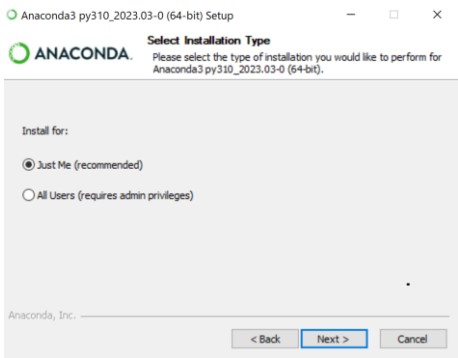 Anaconda3 py310_2023.03-0 (64-bit) Setup
ANACONDA.
Select Installation Type
Please select the type of installation you would like to perform for
Anaconda3 py310_2023.03-0 (64-bit).
Install for:
Just Me (recommended)
All Users (requires admin privileges)
Anaconda, Inc.
< Back
Next >
Cancel